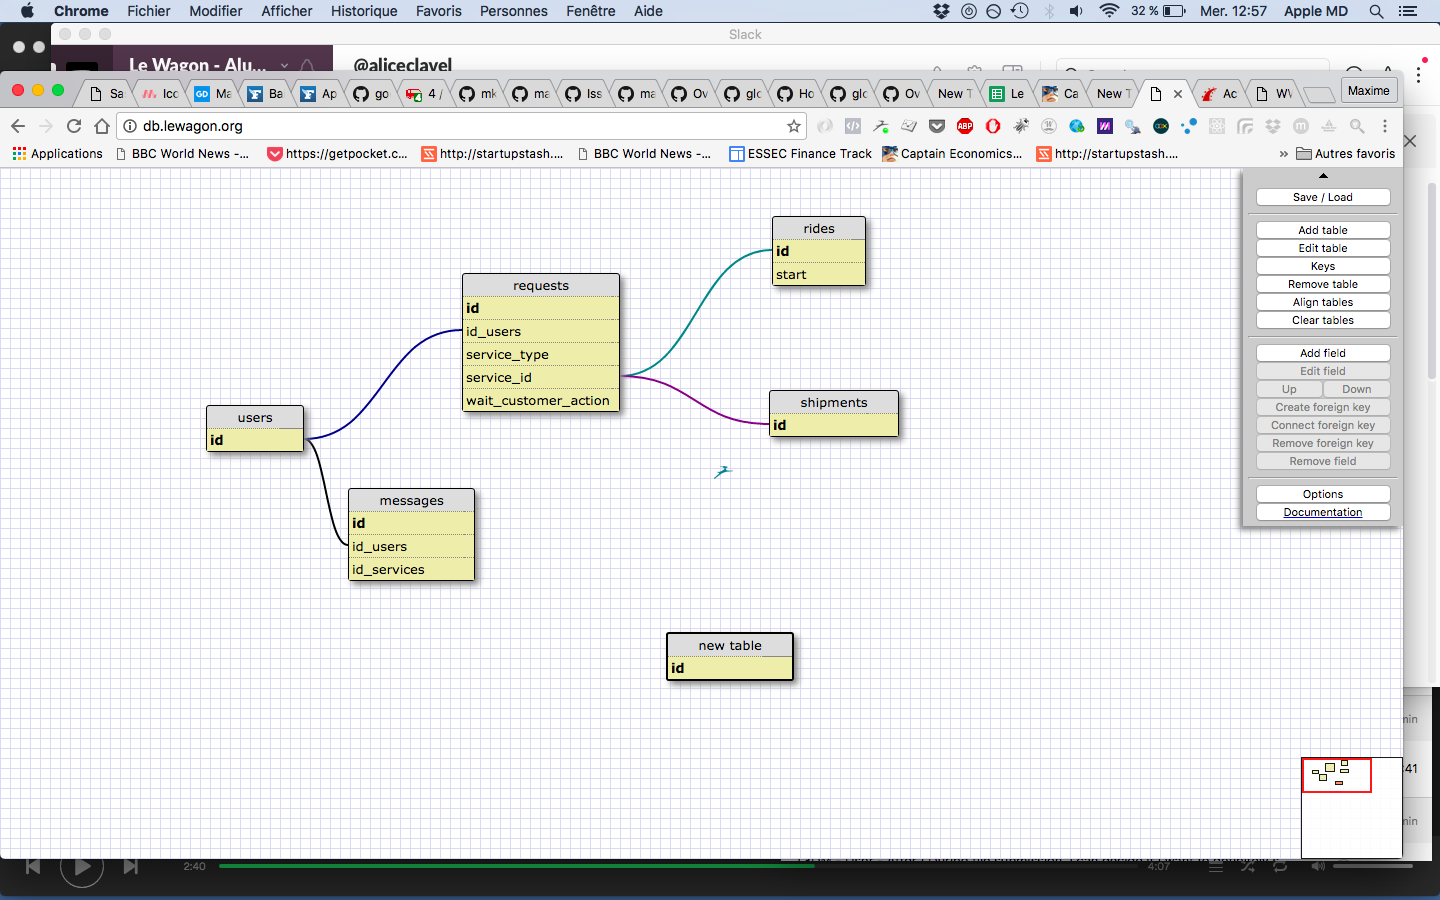 Chrome Fichier Modifier Afficher Historique Favoris Personnes Fenêtre Aide 32 % Mer. 12:57 Apple MD
Slack
Le Wagon - Alu...
@aliceclavel
Sa Icc Ma Ba Ap go 4 / mk ma Iss ma Ov glo Ho glo Ov New T Le Ca New T Ac WV Maxime
db.lewagon.org
Applications BBC World News -... https://getpocket.c... http://startupstash.... BBC World News -... ESSEC Finance Track Captain Economics... http://startupstash.... » Autres favoris
Save / Load
Add table
Edit table
Keys
Remove table
Align tables
Clear tables
Add field
Edit field
Up Down
Create foreign key
Connect foreign key
Remove foreign key
Remove field
Options
Documentation
rides
id
start
requests
id
id_users
service_type
service_id
wait_customer_action
shipments
id
users
id
messages
id
id_users
id_services
new table
id
min
:41
min
2:40 4:07